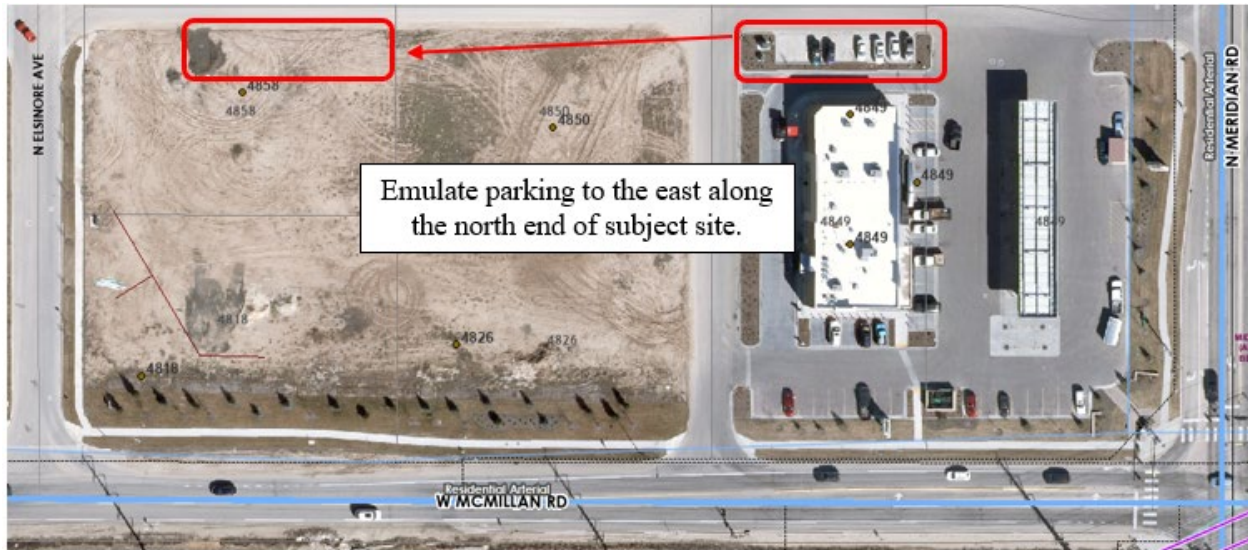 N ELSINORE AVE
4858
4858
4850
4850
4849
Residential Arterial
N MERIDIAN RD
Emulate parking to the east along
the north end of subject site.
4849
4849
4849
4849
4818
4826
4826
4818
Residential Arterial
W MCMILLAN RD